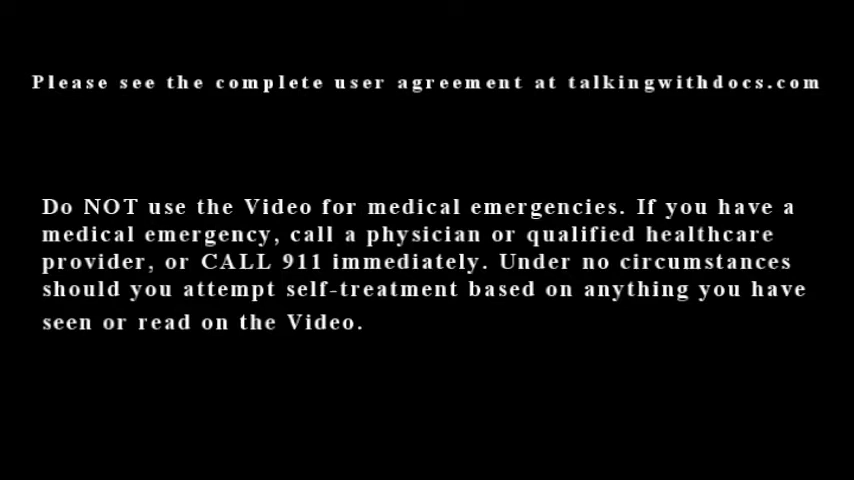 Please see the complete user agreement at talkingwithdocs.com
Do NOT use the Video for medical emergencies. If you have a
medical emergency, call a physician or qualified healthcare
provider, or CALL 911 immediately. Under no circumstances
should you attempt self-treatment based on anything you have
seen or read on the Video.